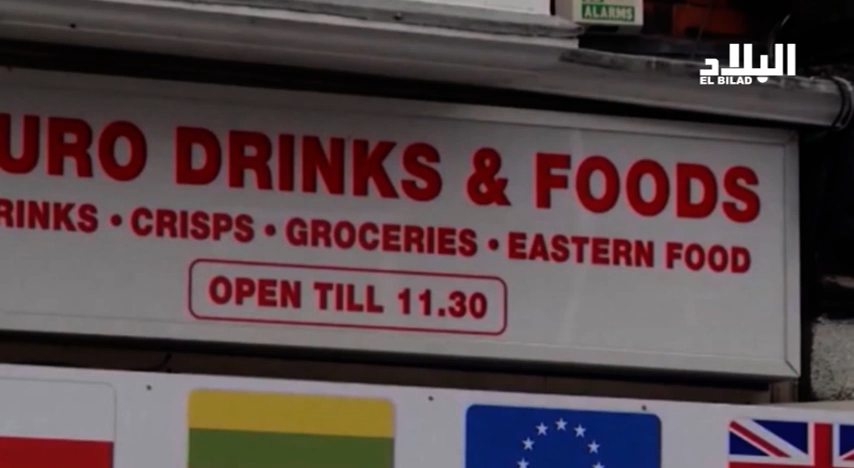 ALARMS
البلاد
EL BILAD
URO DRINKS & FOODS
RINKS • CRISPS • GROCERIES • EASTERN FOOD
OPEN TILL 11.30